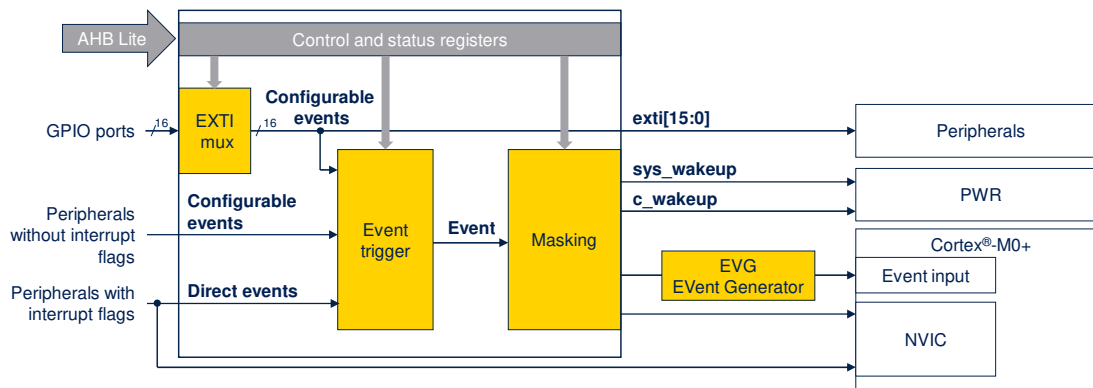 AHB Lite
Control and status registers
GPIO ports
16
EXTI
mux
16
Configurable
events
exti[15:0]
Peripherals
sys_wakeup
PWR
c_wakeup
Peripherals
without interrupt
flags
Configurable
events
Event
trigger
Event
Masking
Cortex®-M0+
EVG
EVent Generator
Event input
Peripherals with
interrupt flags
Direct events
NVIC